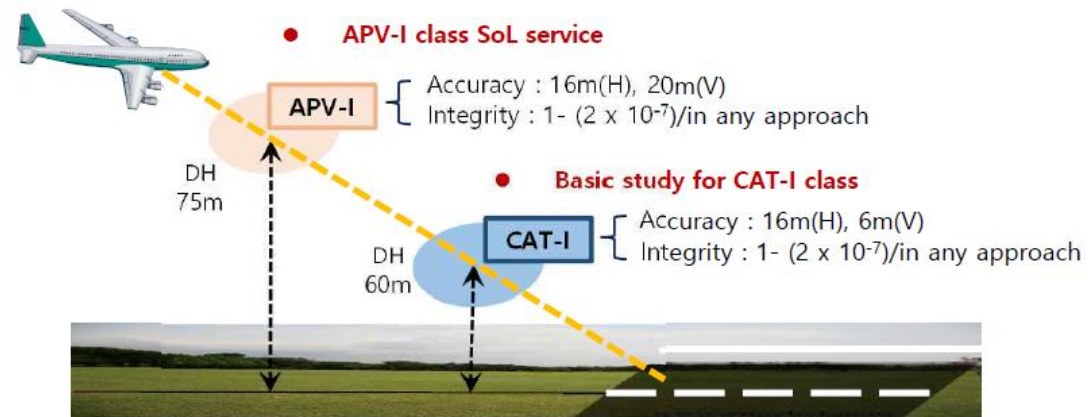 APV-I class SoL service
APV-I
Accuracy : 16m(H), 20m(V)
Integrity : 1- (2 x 10⁻⁷)/in any approach
DH
75m
Basic study for CAT-I class
CAT-I
Accuracy : 16m(H), 6m(V)
Integrity : 1- (2 x 10⁻⁷)/in any approach
DH
60m